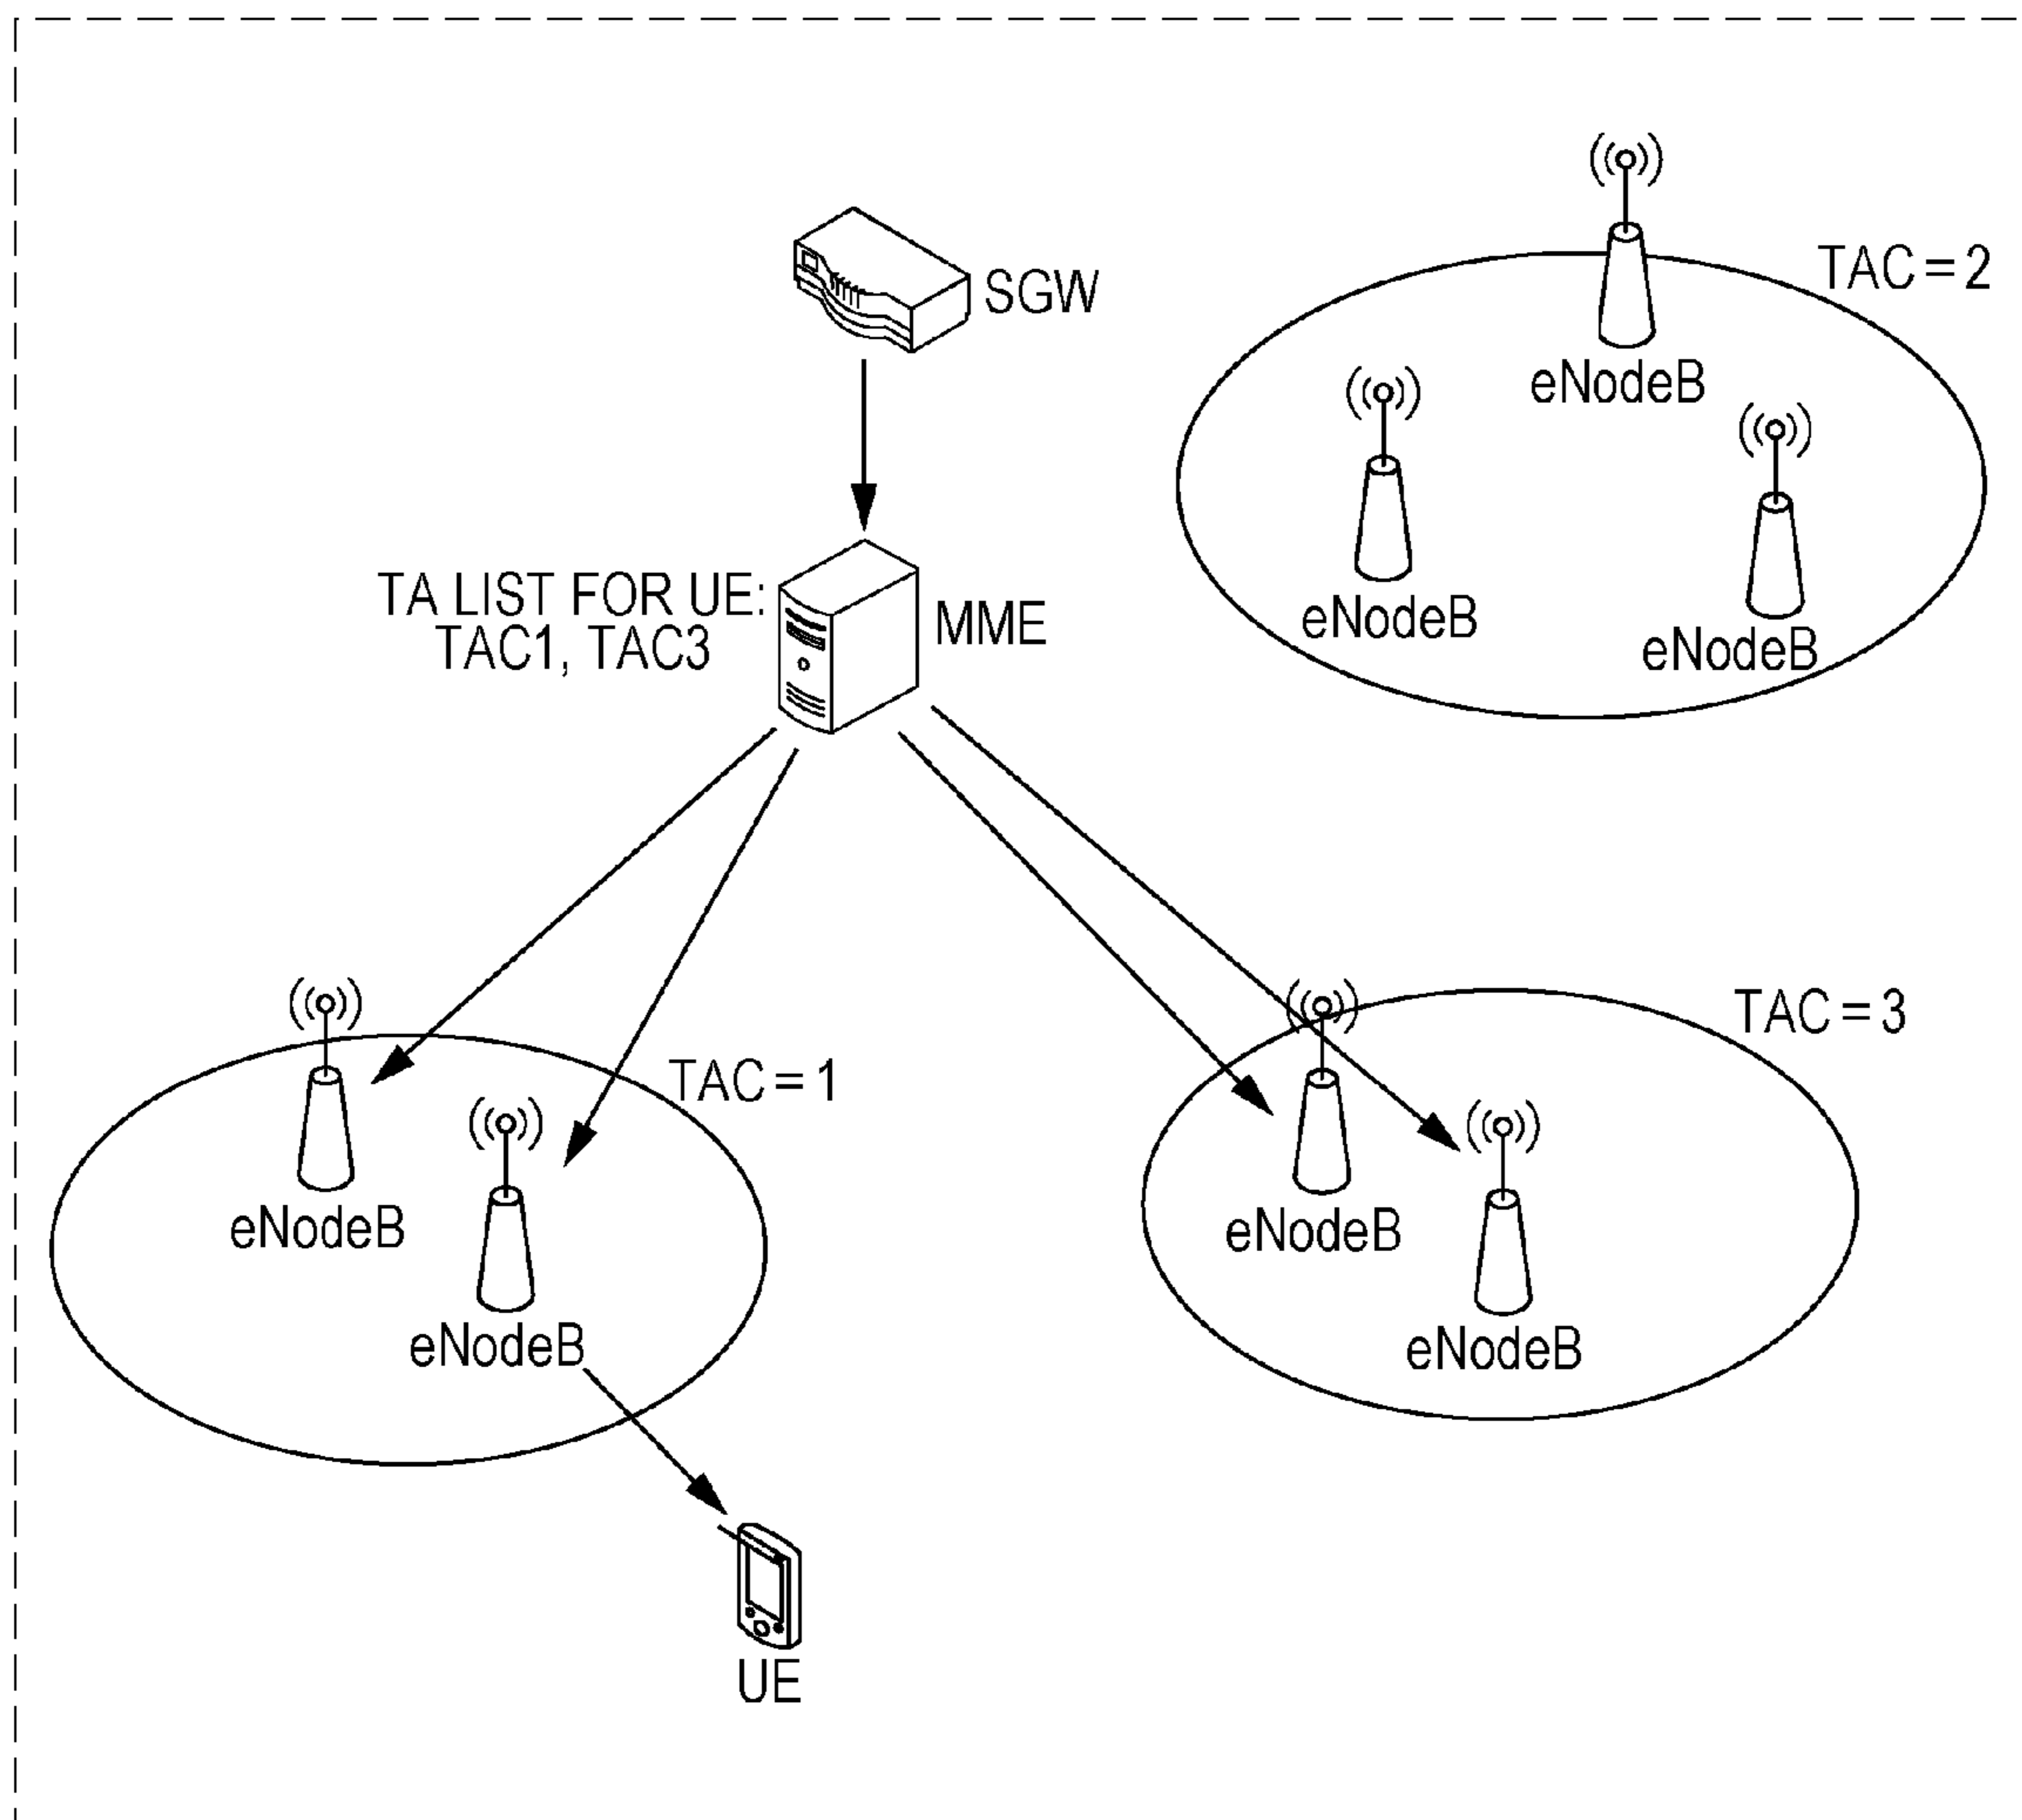 TAC = 2
SGW
eNodeB
eNodeB
eNodeB
TA LIST FOR UE:
TAC1, TAC3
MME
TAC = 3
TAC = 1
eNodeB
eNodeB
eNodeB
eNodeB
UE